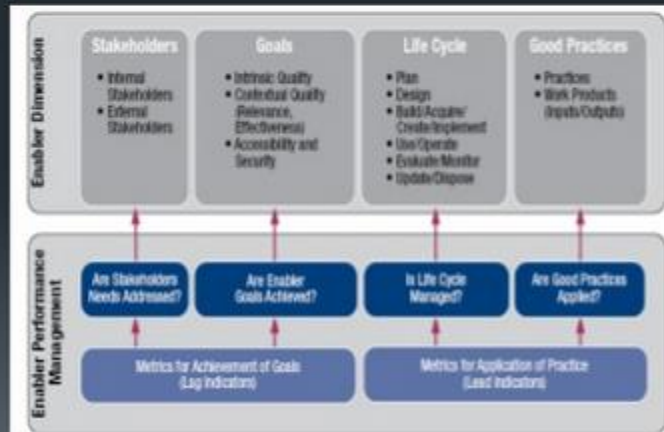 Enabler Dimension
Stakeholders
• Internal
Stakeholders
• External
Stakeholders
Goals
• Intrinsic Quality
• Contextual Quality
(Relevance,
Effectiveness)
• Accessibility and
Security
Life Cycle
• Plan
• Design
• Build/Acquire/
Create/Implement
• Use/Operate
• Evaluate/Monitor
• Update/Dispose
Good Practices
• Practices
• Work Products
(Inputs/Outputs)
Enabler Performance
Management
Are Stakeholders
Needs Addressed?
Are Enabler
Goals Achieved?
Is Life Cycle
Managed?
Are Good Practices
Applied?
Metrics for Achievement of Goals
(Lag Indicators)
Metrics for Application of Practice
(Lead Indicators)